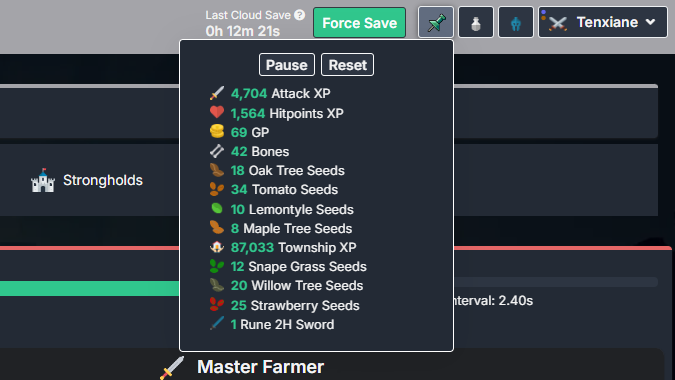 Last Cloud Save ?
0h 12m 21s
Force Save
Tenxiane
Pause Reset
4,704 Attack XP
1,564 Hitpoints XP
69 GP
42 Bones
18 Oak Tree Seeds
34 Tomato Seeds
10 Lemontyle Seeds
8 Maple Tree Seeds
87,033 Township XP
12 Snape Grass Seeds
20 Willow Tree Seeds
25 Strawberry Seeds
1 Rune 2H Sword
Strongholds
nterval: 2.40s
Master Farmer